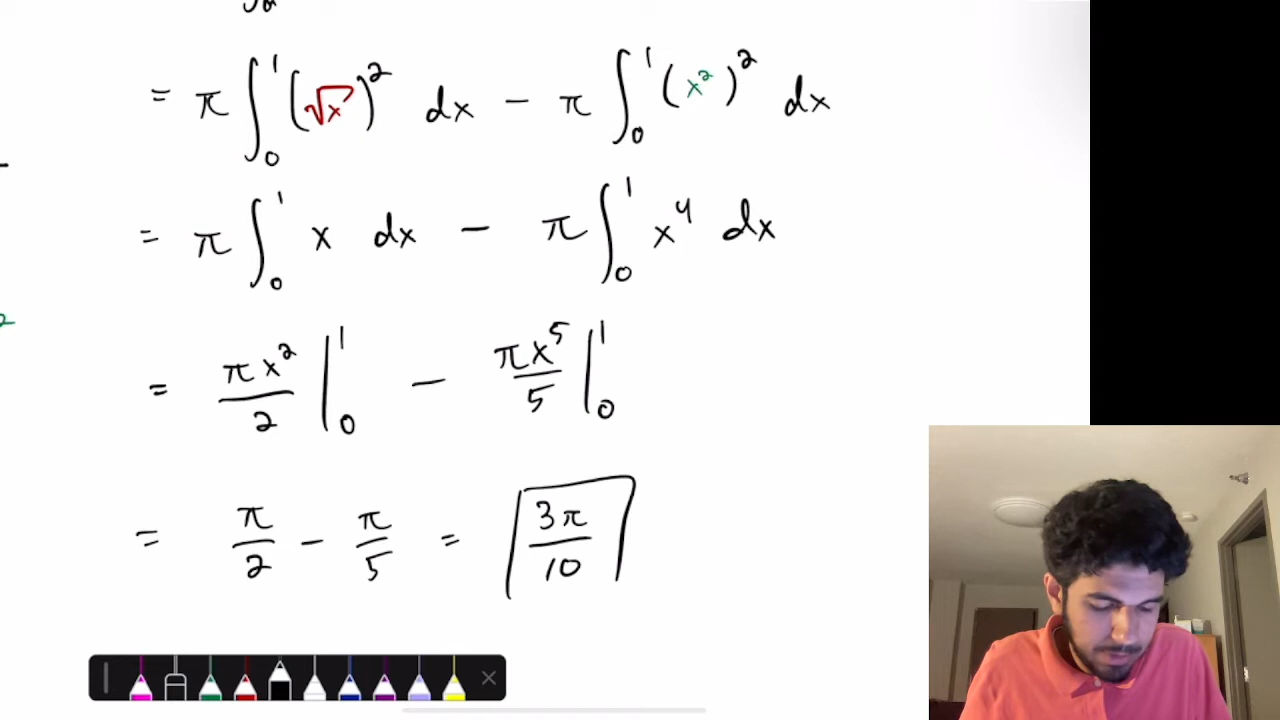 = π ∫₀¹ (√x)² dx − π ∫₀¹ (x²)² dx
= π ∫₀¹ x dx − π ∫₀¹ x⁴ dx
= πx²/2 |₀¹ − πx⁵/5 |₀¹
= π/2 − π/5 = 3π/10